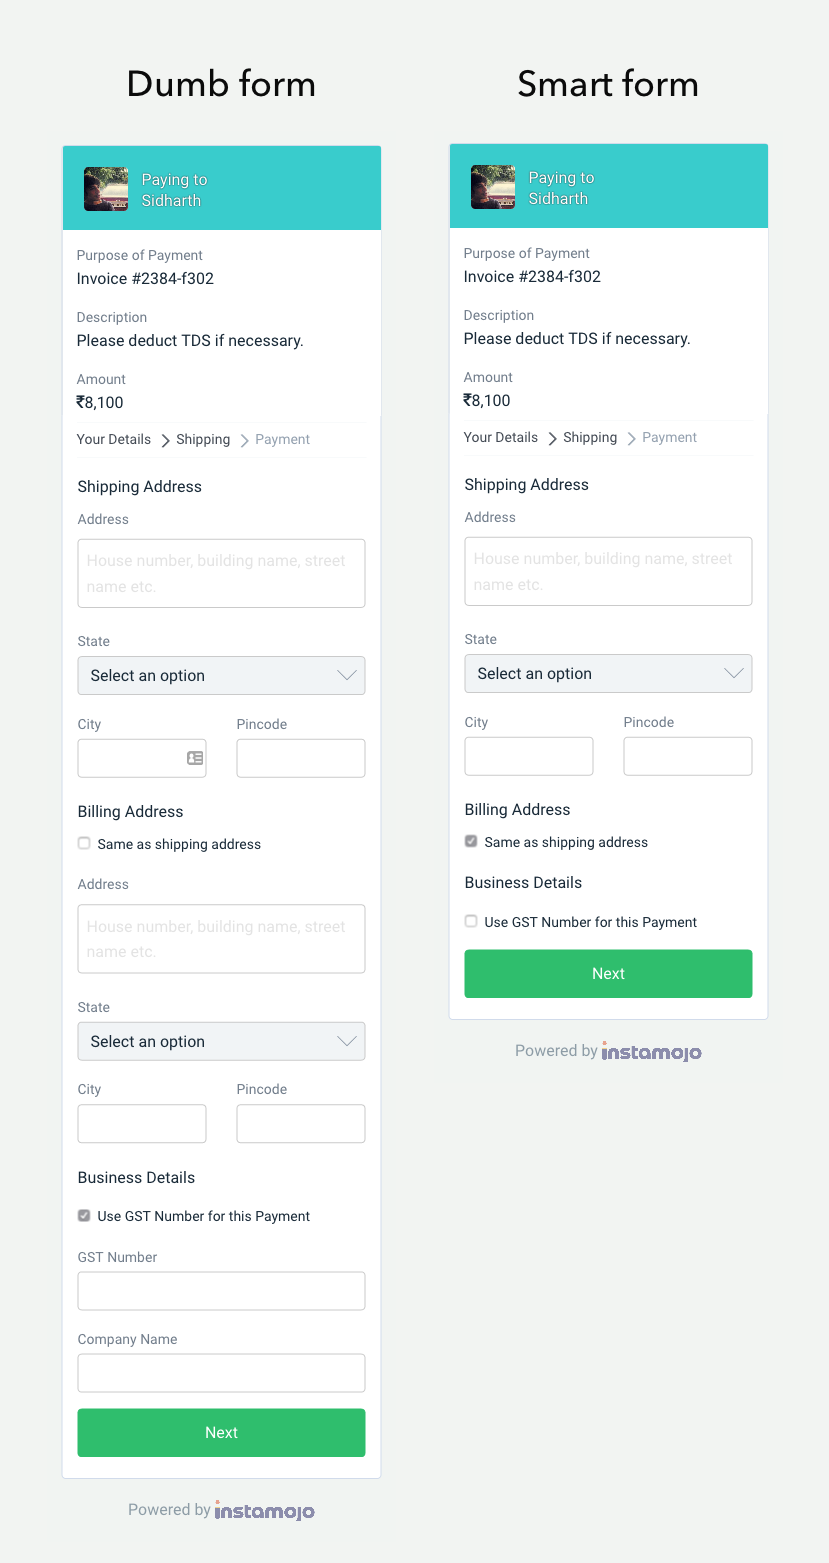 Dumb form
Paying to
Sidharth
Purpose of Payment
Invoice #2384-f302
Description
Please deduct TDS if necessary.
Amount
₹8,100
Your Details > Shipping > Payment
Shipping Address
Address
House number, building name, street
name etc.
State
Select an option
City Pincode
Billing Address
Same as shipping address
Address
House number, building name, street
name etc.
State
Select an option
City Pincode
Business Details
Use GST Number for this Payment
GST Number
Company Name
Next
Powered by instamojo
Smart form
Paying to
Sidharth
Purpose of Payment
Invoice #2384-f302
Description
Please deduct TDS if necessary.
Amount
₹8,100
Your Details > Shipping > Payment
Shipping Address
Address
House number, building name, street
name etc.
State
Select an option
City Pincode
Billing Address
Same as shipping address
Business Details
Use GST Number for this Payment
Next
Powered by instamojo